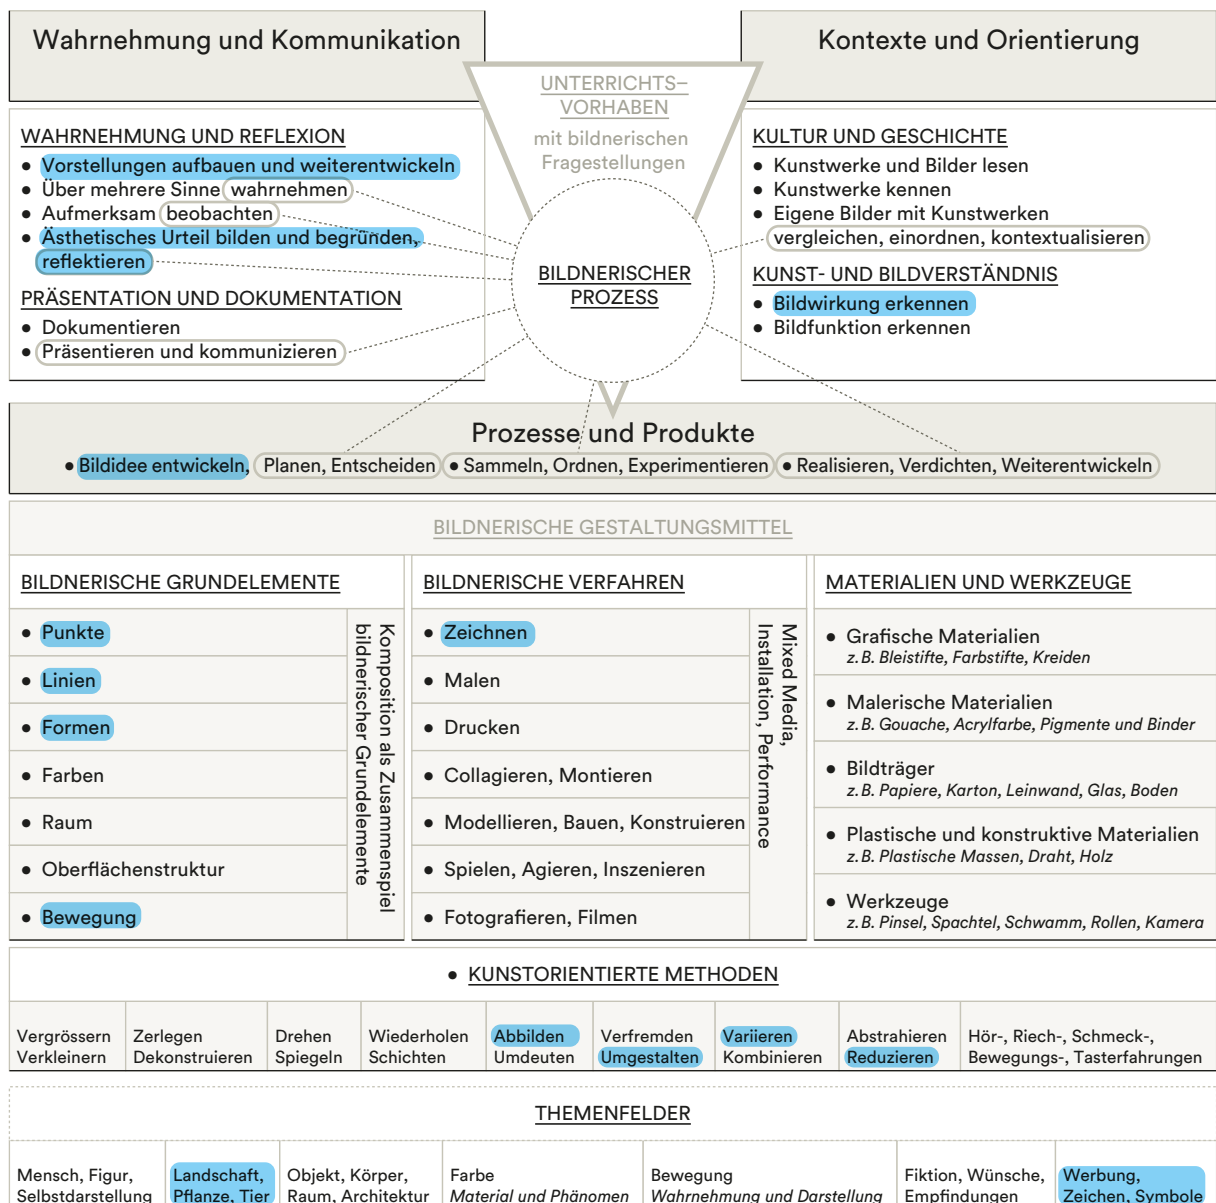 Wahrnehmung und Kommunikation
Kontexte und Orientierung
UNTERRICHTS–
VORHABEN
mit bildnerischen
Fragestellungen
WAHRNEHMUNG UND REFLEXION
• Vorstellungen aufbauen und weiterentwickeln
• Über mehrere Sinne wahrnehmen
• Aufmerksam beobachten
• Ästhetisches Urteil bilden und begründen,
reflektieren
PRÄSENTATION UND DOKUMENTATION
• Dokumentieren
• Präsentieren und kommunizieren
BILDNERISCHER
PROZESS
KULTUR UND GESCHICHTE
• Kunstwerke und Bilder lesen
• Kunstwerke kennen
• Eigene Bilder mit Kunstwerken
vergleichen, einordnen, kontextualisieren
KUNST- UND BILDVERSTÄNDNIS
• Bildwirkung erkennen
• Bildfunktion erkennen
Prozesse und Produkte
• Bildidee entwickeln, Planen, Entscheiden • Sammeln, Ordnen, Experimentieren • Realisieren, Verdichten, Weiterentwickeln
BILDNERISCHE GESTALTUNGSMITTEL
BILDNERISCHE GRUNDELEMENTE
• Punkte
• Linien
• Formen
• Farben
• Raum
• Oberflächenstruktur
• Bewegung
Komposition als Zusammenspiel
bildnerischer Grundelemente
BILDNERISCHE VERFAHREN
• Zeichnen
• Malen
• Drucken
• Collagieren, Montieren
• Modellieren, Bauen, Konstruieren
• Spielen, Agieren, Inszenieren
• Fotografieren, Filmen
Mixed Media,
Installation, Performance
MATERIALIEN UND WERKZEUGE
• Grafische Materialien
z.B. Bleistifte, Farbstifte, Kreiden
• Malerische Materialien
z.B. Gouache, Acrylfarbe, Pigmente und Binder
• Bildträger
z.B. Papiere, Karton, Leinwand, Glas, Boden
• Plastische und konstruktive Materialien
z.B. Plastische Massen, Draht, Holz
• Werkzeuge
z.B. Pinsel, Spachtel, Schwamm, Rollen, Kamera
• KUNSTORIENTIERTE METHODEN
Vergrössern
Verkleinern
Zerlegen
Dekonstruieren
Drehen
Spiegeln
Wiederholen
Schichten
Abbilden
Umdeuten
Verfremden
Umgestalten
Variieren
Kombinieren
Abstrahieren
Reduzieren
Hör-, Riech-, Schmeck-,
Bewegungs-, Tasterfahrungen
THEMENFELDER
Mensch, Figur,
Selbstdarstellung
Landschaft,
Pflanze, Tier
Objekt, Körper,
Raum, Architektur
Farbe
Material und Phänomen
Bewegung
Wahrnehmung und Darstellung
Fiktion, Wünsche,
Empfindungen
Werbung,
Zeichen, Symbole